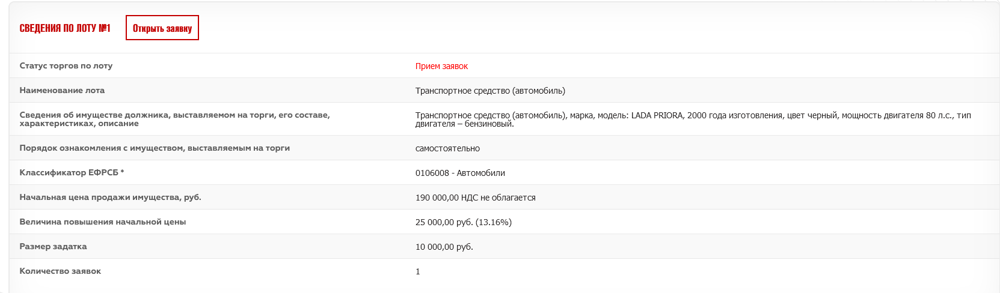 СВЕДЕНИЯ ПО ЛОТУ №1
Открыть заявку
Статус торгов по лоту
Прием заявок
Наименование лота
Транспортное средство (автомобиль)
Сведения об имуществе должника, выставляемом на торги, его составе,
характеристиках, описание
Транспортное средство (автомобиль), марка, модель: LADA PRIORA, 2000 года изготовления, цвет черный, мощность двигателя 80 л.с., тип
двигателя – бензиновый.
Порядок ознакомления с имуществом, выставляемым на торги
самостоятельно
Классификатор ЕФРСБ *
0106008 - Автомобили
Начальная цена продажи имущества, руб.
190 000,00 НДС не облагается
Величина повышения начальной цены
25 000,00 руб. (13.16%)
Размер задатка
10 000,00 руб.
Количество заявок
1